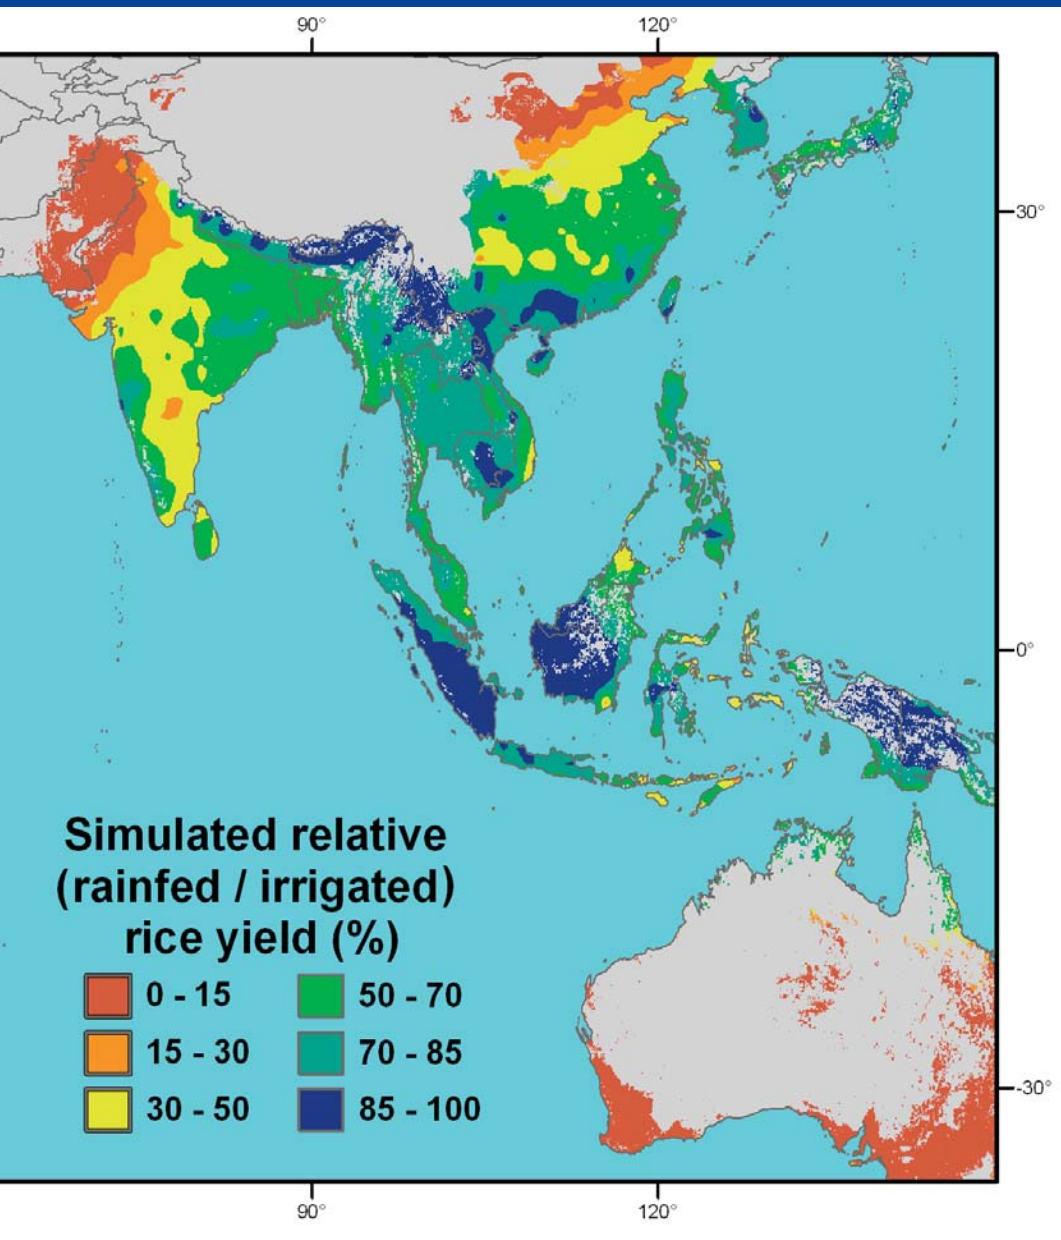 90° 120°
30°
0°
Simulated relative
(rainfed / irrigated)
rice yield (%)
0 - 15 50 - 70
15 - 30 70 - 85
30 - 50 85 - 100
-30°
90° 120°